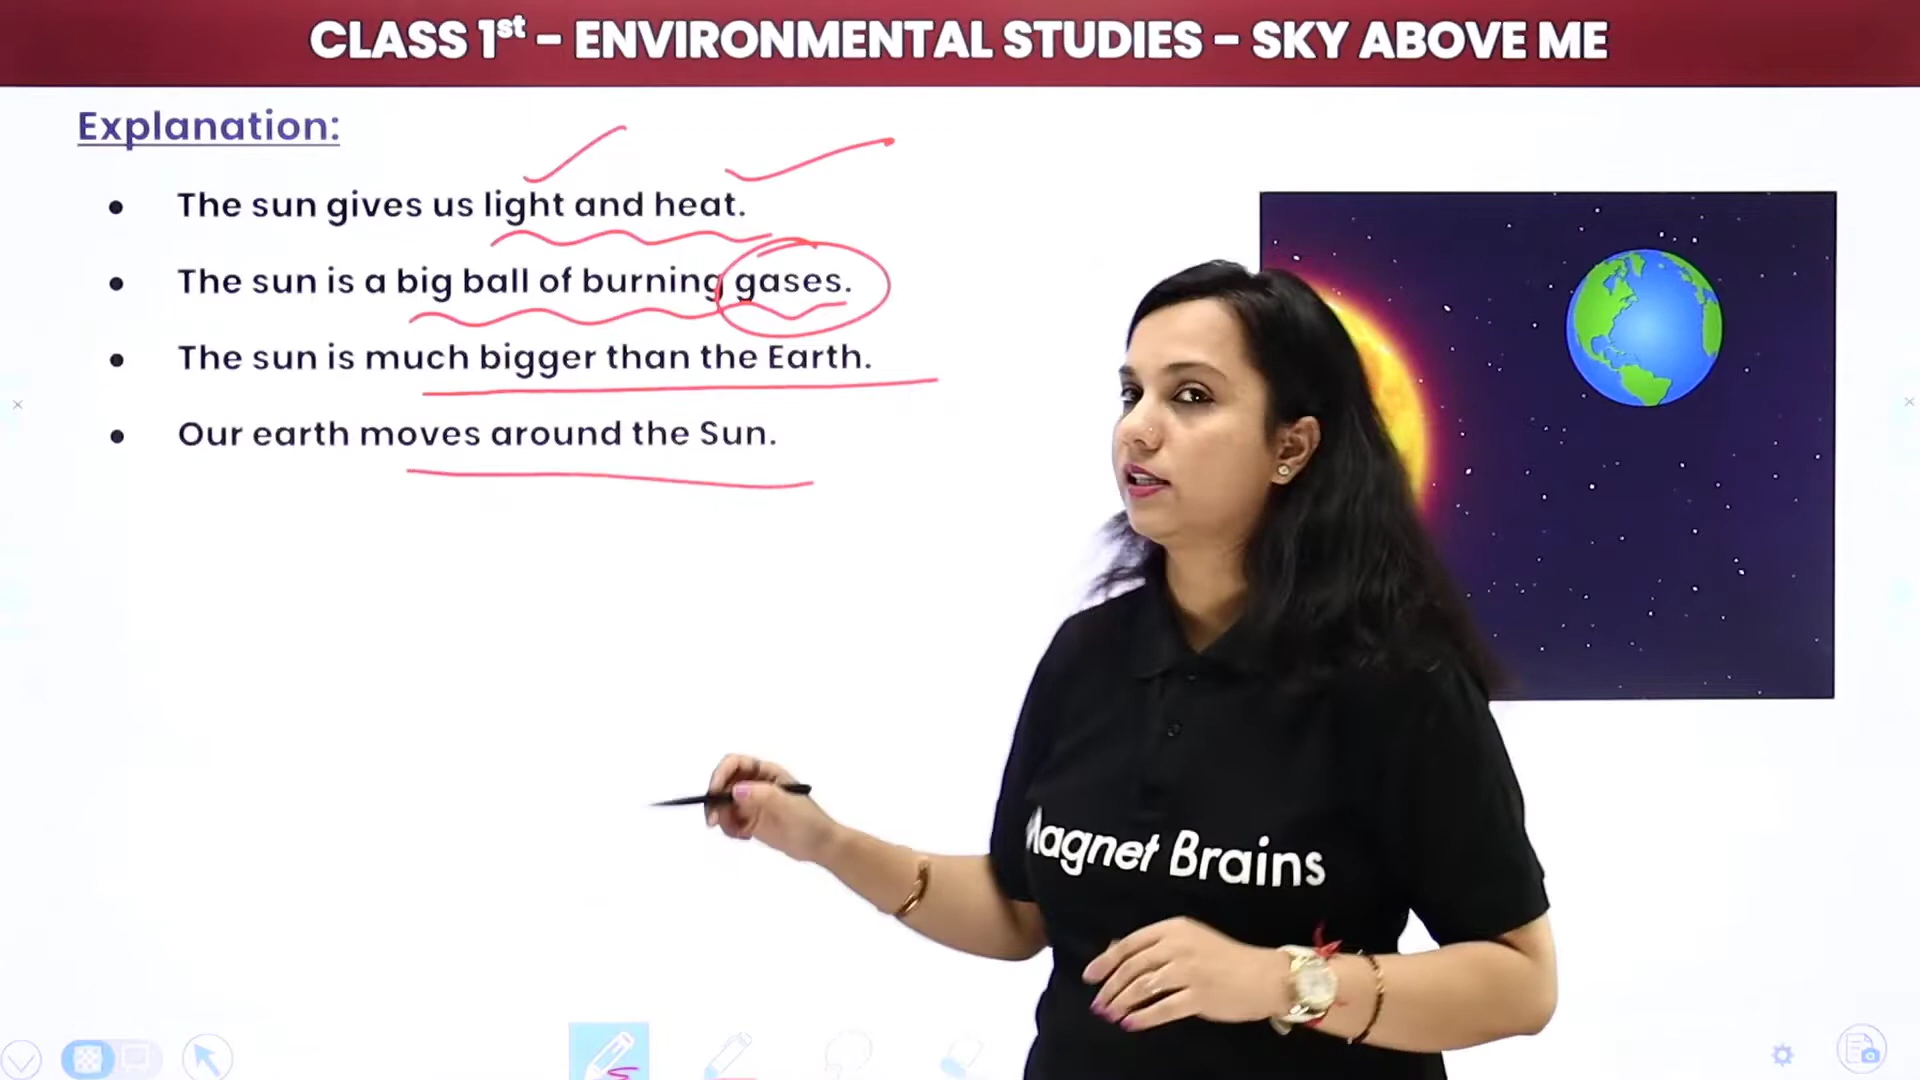 CLASS 1st - ENVIRONMENTAL STUDIES - SKY ABOVE ME
Explanation:
• The sun gives us light and heat.
• The sun is a big ball of burning gases.
• The sun is much bigger than the Earth.
• Our earth moves around the Sun.
Magnet Brains